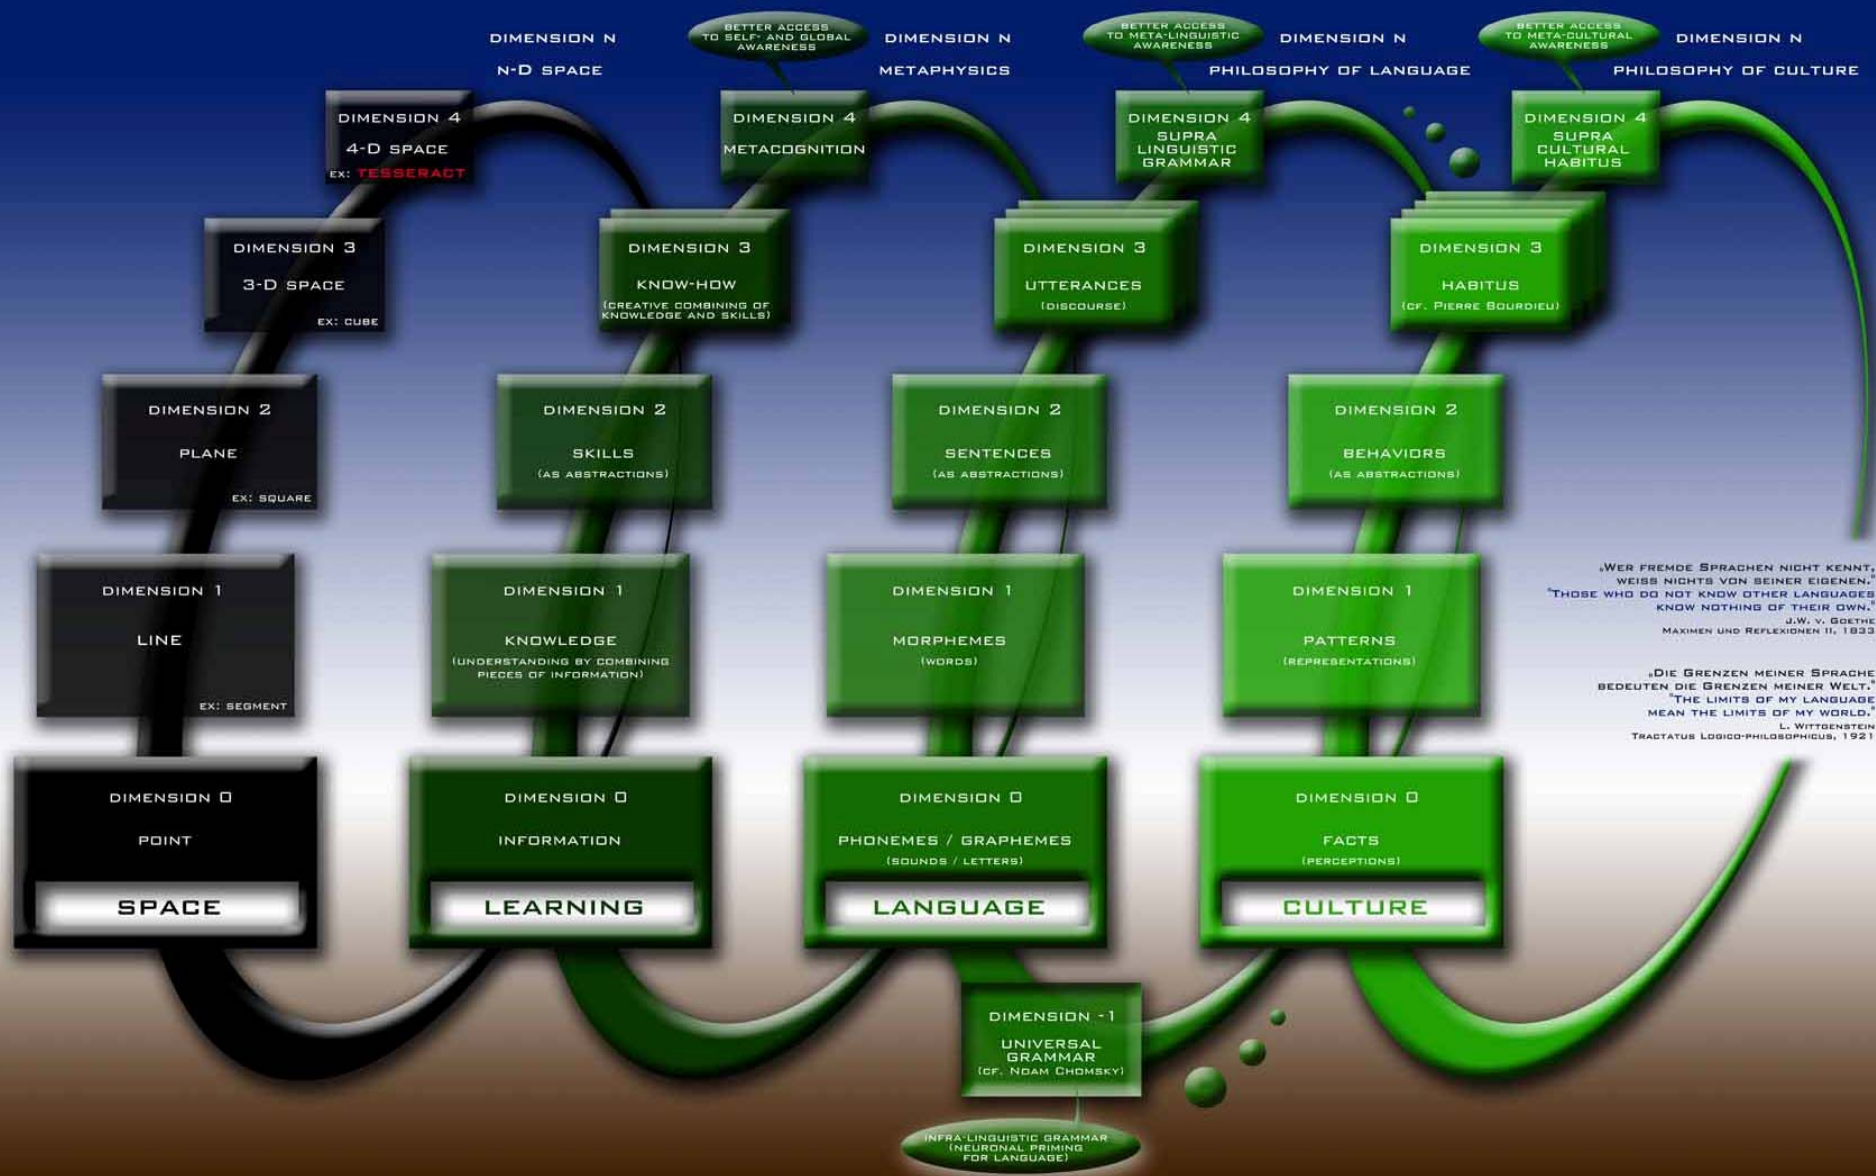 DIMENSION N
N-D SPACE
DIMENSION 4
4-D SPACE
EX: TESSERACT
DIMENSION 3
3-D SPACE
EX: CUBE
DIMENSION 2
PLANE
EX: SQUARE
DIMENSION 1
LINE
EX: SEGMENT
DIMENSION 0
POINT
SPACE
BETTER ACCESS
TO SELF- AND GLOBAL
AWARENESS
DIMENSION N
METAPHYSICS
DIMENSION 4
METACOGNITION
DIMENSION 3
KNOW-HOW
(CREATIVE COMBINING OF
KNOWLEDGE AND SKILLS)
DIMENSION 2
SKILLS
(AS ABSTRACTIONS)
DIMENSION 1
KNOWLEDGE
(UNDERSTANDING BY COMBINING
PIECES OF INFORMATION)
DIMENSION 0
INFORMATION
LEARNING
BETTER ACCESS
TO META-LINGUISTIC
AWARENESS
DIMENSION N
PHILOSOPHY OF LANGUAGE
DIMENSION 4
SUPRA
LINGUISTIC
GRAMMAR
DIMENSION 3
UTTERANCES
(DISCOURSE)
DIMENSION 2
SENTENCES
(AS ABSTRACTIONS)
DIMENSION 1
MORPHEMES
(WORDS)
DIMENSION 0
PHONEMES / GRAPHEMES
(SOUNDS / LETTERS)
LANGUAGE
DIMENSION -1
UNIVERSAL
GRAMMAR
(CF. NOAM CHOMSKY)
INFRA-LINGUISTIC GRAMMAR
(NEURONAL PRIMING
FOR LANGUAGE)
BETTER ACCESS
TO META-CULTURAL
AWARENESS
DIMENSION N
PHILOSOPHY OF CULTURE
DIMENSION 4
SUPRA
CULTURAL
HABITUS
DIMENSION 3
HABITUS
(CF. PIERRE BOURDIEU)
DIMENSION 2
BEHAVIORS
(AS ABSTRACTIONS)
DIMENSION 1
PATTERNS
(REPRESENTATIONS)
DIMENSION 0
FACTS
(PERCEPTIONS)
CULTURE
„WER FREMDE SPRACHEN NICHT KENNT,
WEISS NICHTS VON SEINER EIGENEN."
"THOSE WHO DO NOT KNOW OTHER LANGUAGES
KNOW NOTHING OF THEIR OWN."
J.W. V. GOETHE
MAXIMEN UND REFLEXIONEN II, 1833
„DIE GRENZEN MEINER SPRACHE
BEDEUTEN DIE GRENZEN MEINER WELT."
"THE LIMITS OF MY LANGUAGE
MEAN THE LIMITS OF MY WORLD."
L. WITTGENSTEIN
TRACTATUS LOGICO-PHILOSOPHICUS, 1921